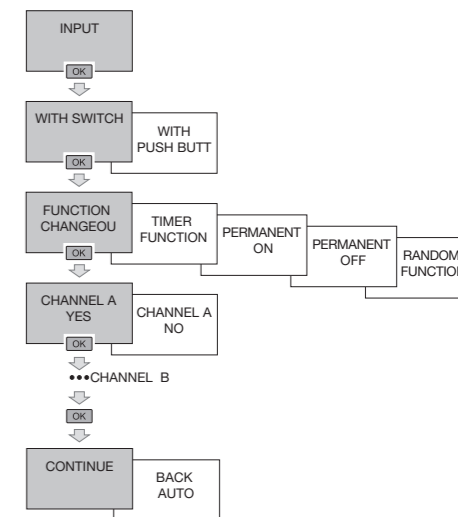 INPUT
OK
WITH SWITCH
WITH
PUSH BUTT
OK
FUNCTION
CHANGEOU
TIMER
FUNCTION
PERMANENT
ON
PERMANENT
OFF
RANDOM
FUNCTION
OK
CHANNEL A
YES
CHANNEL A
NO
OK
•••CHANNEL B
OK
CONTINUE
BACK
AUTO